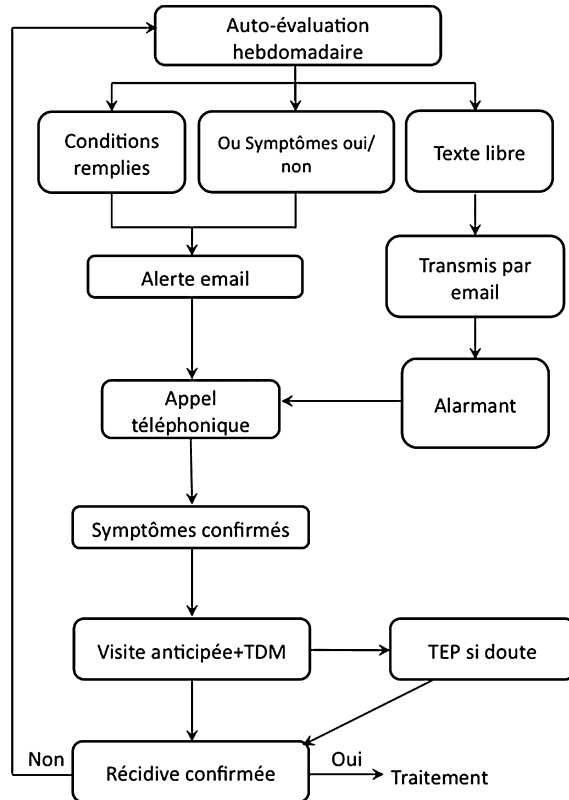 Auto-évaluation
hebdomadaire
Conditions
remplies
Ou Symptômes oui/
non
Texte libre
Alerte email
Transmis par
email
Appel
téléphonique
Alarmant
Symptômes confirmés
Visite anticipée+TDM
TEP si doute
Non
Récidive confirmée
Oui
Traitement